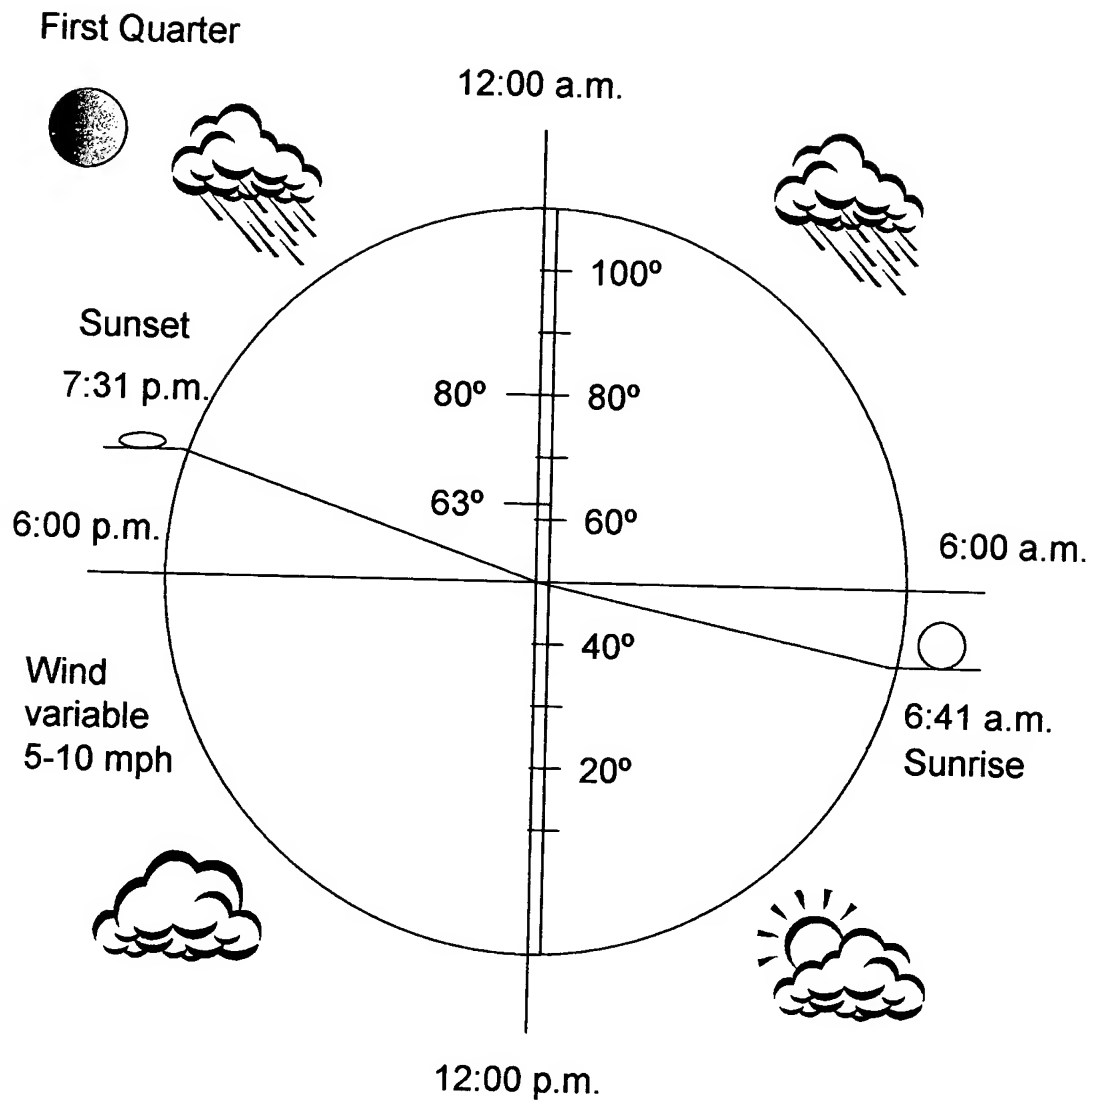 First Quarter
12:00 a.m.
100º
Sunset
7:31 p.m.
80º
80º
63º
60º
6:00 p.m.
6:00 a.m.
40º
Wind
variable
5-10 mph
6:41 a.m.
Sunrise
20º
12:00 p.m.